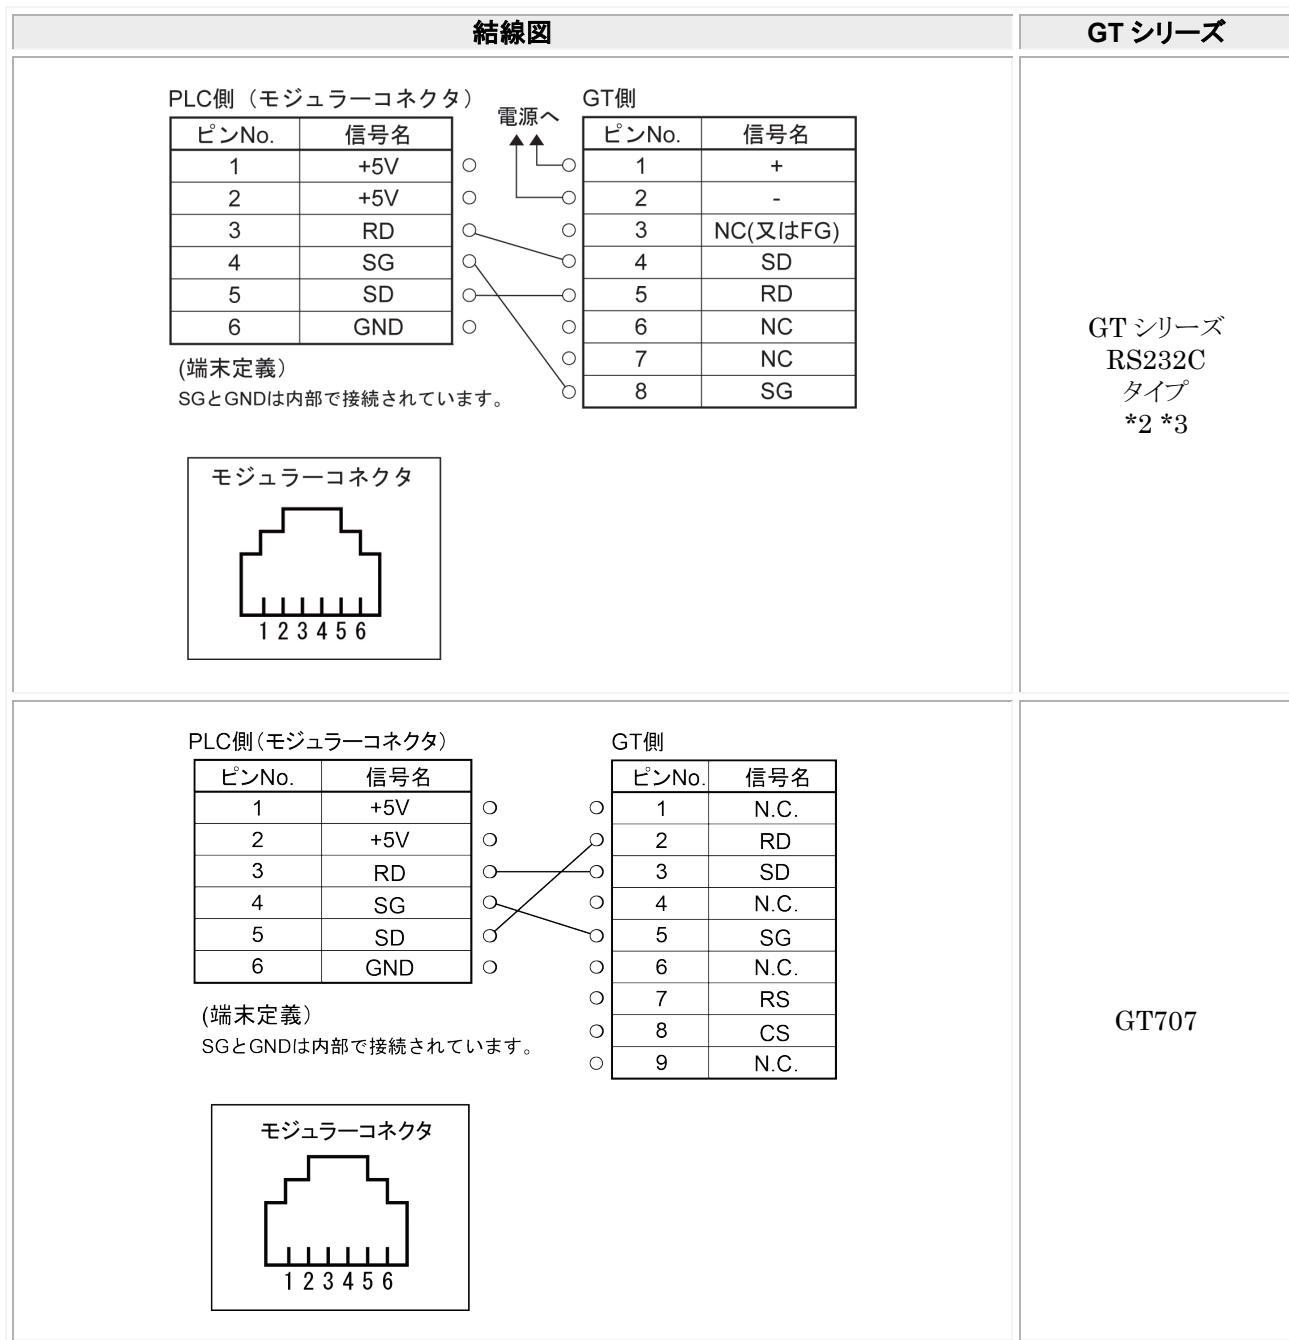 結線図 GT シリーズ
PLC側（モジュラーコネクタ） 電源へ GT側
ピンNo. 信号名 ピンNo. 信号名
1 +5V 1 +
2 +5V 2 -
3 RD 3 NC(又はFG)
4 SG 4 SD
5 SD 5 RD
6 GND 6 NC
7 NC
8 SG
(端末定義）
SGとGNDは内部で接続されています。
モジュラーコネクタ
1 2 3 4 5 6
GT シリーズ
RS232C
タイプ
*2 *3
PLC側（モジュラーコネクタ） GT側
ピンNo. 信号名 ピンNo. 信号名
1 +5V 1 N.C.
2 +5V 2 RD
3 RD 3 SD
4 SG 4 N.C.
5 SD 5 SG
6 GND 6 N.C.
7 RS
8 CS
9 N.C.
(端末定義）
SGとGNDは内部で接続されています。
モジュラーコネクタ
1 2 3 4 5 6
GT707